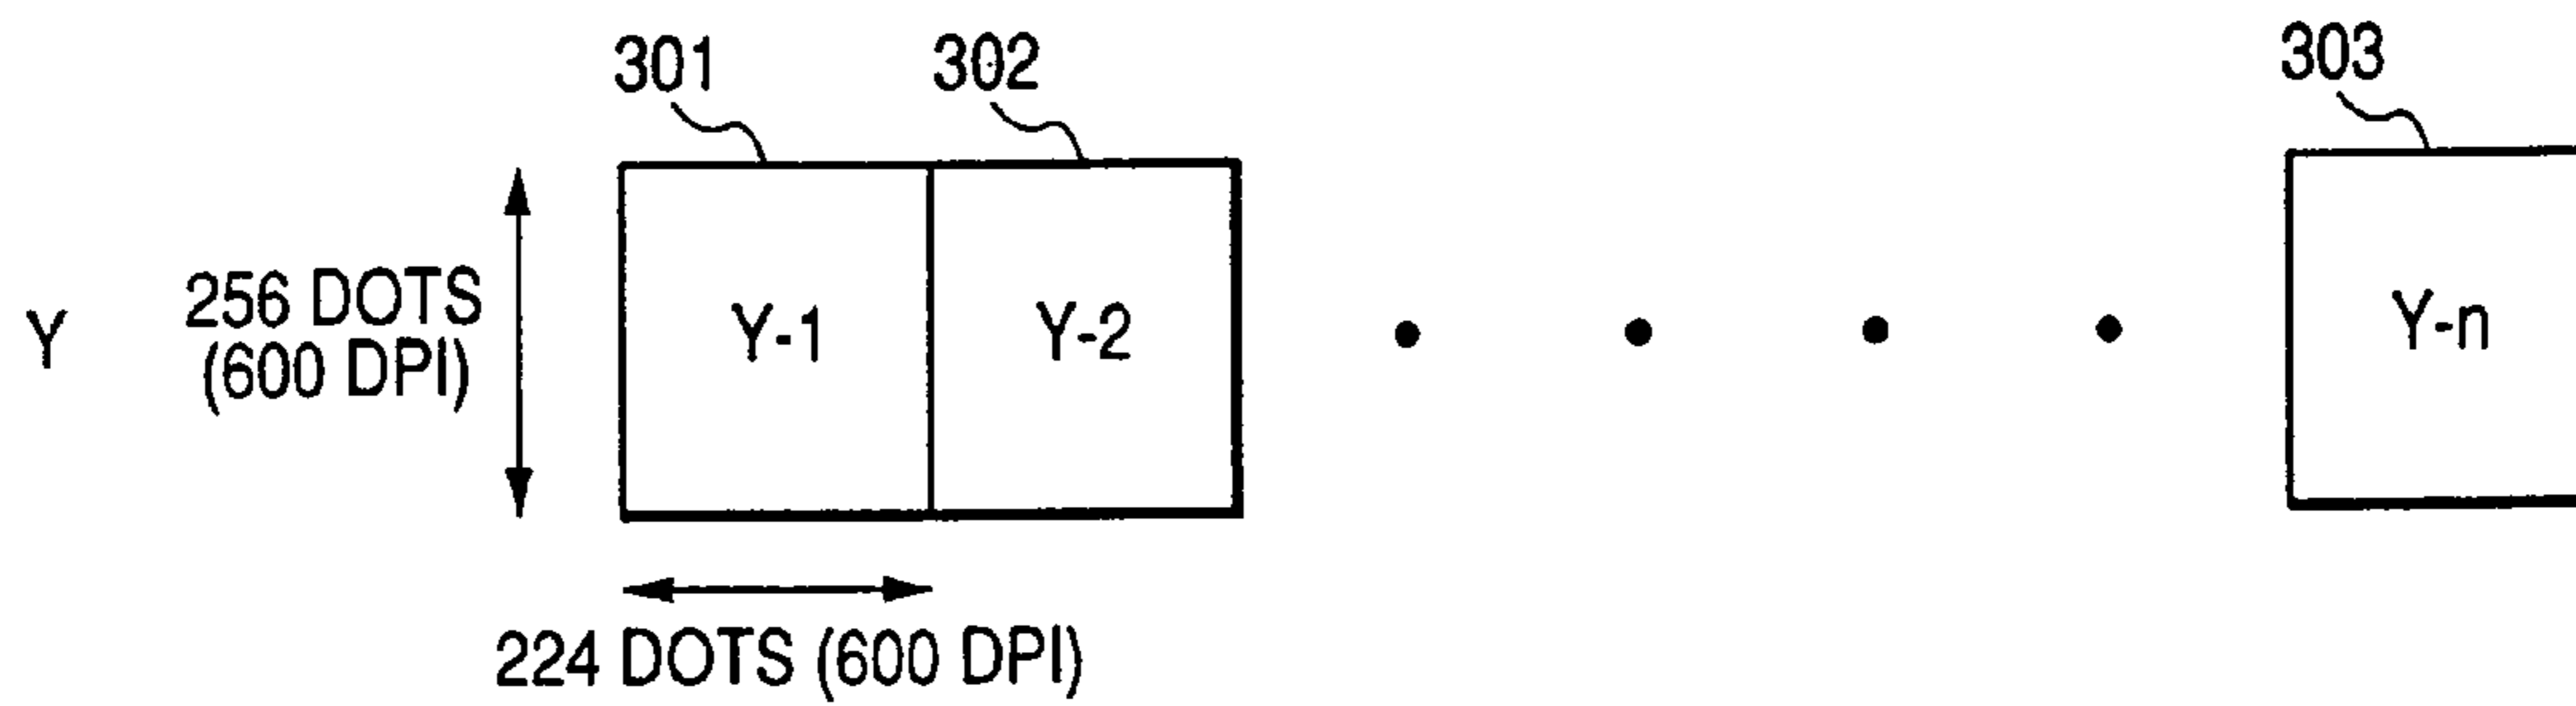 301
302
303
Y
256 DOTS
(600 DPI)
Y-1
Y-2
Y-n
224 DOTS (600 DPI)